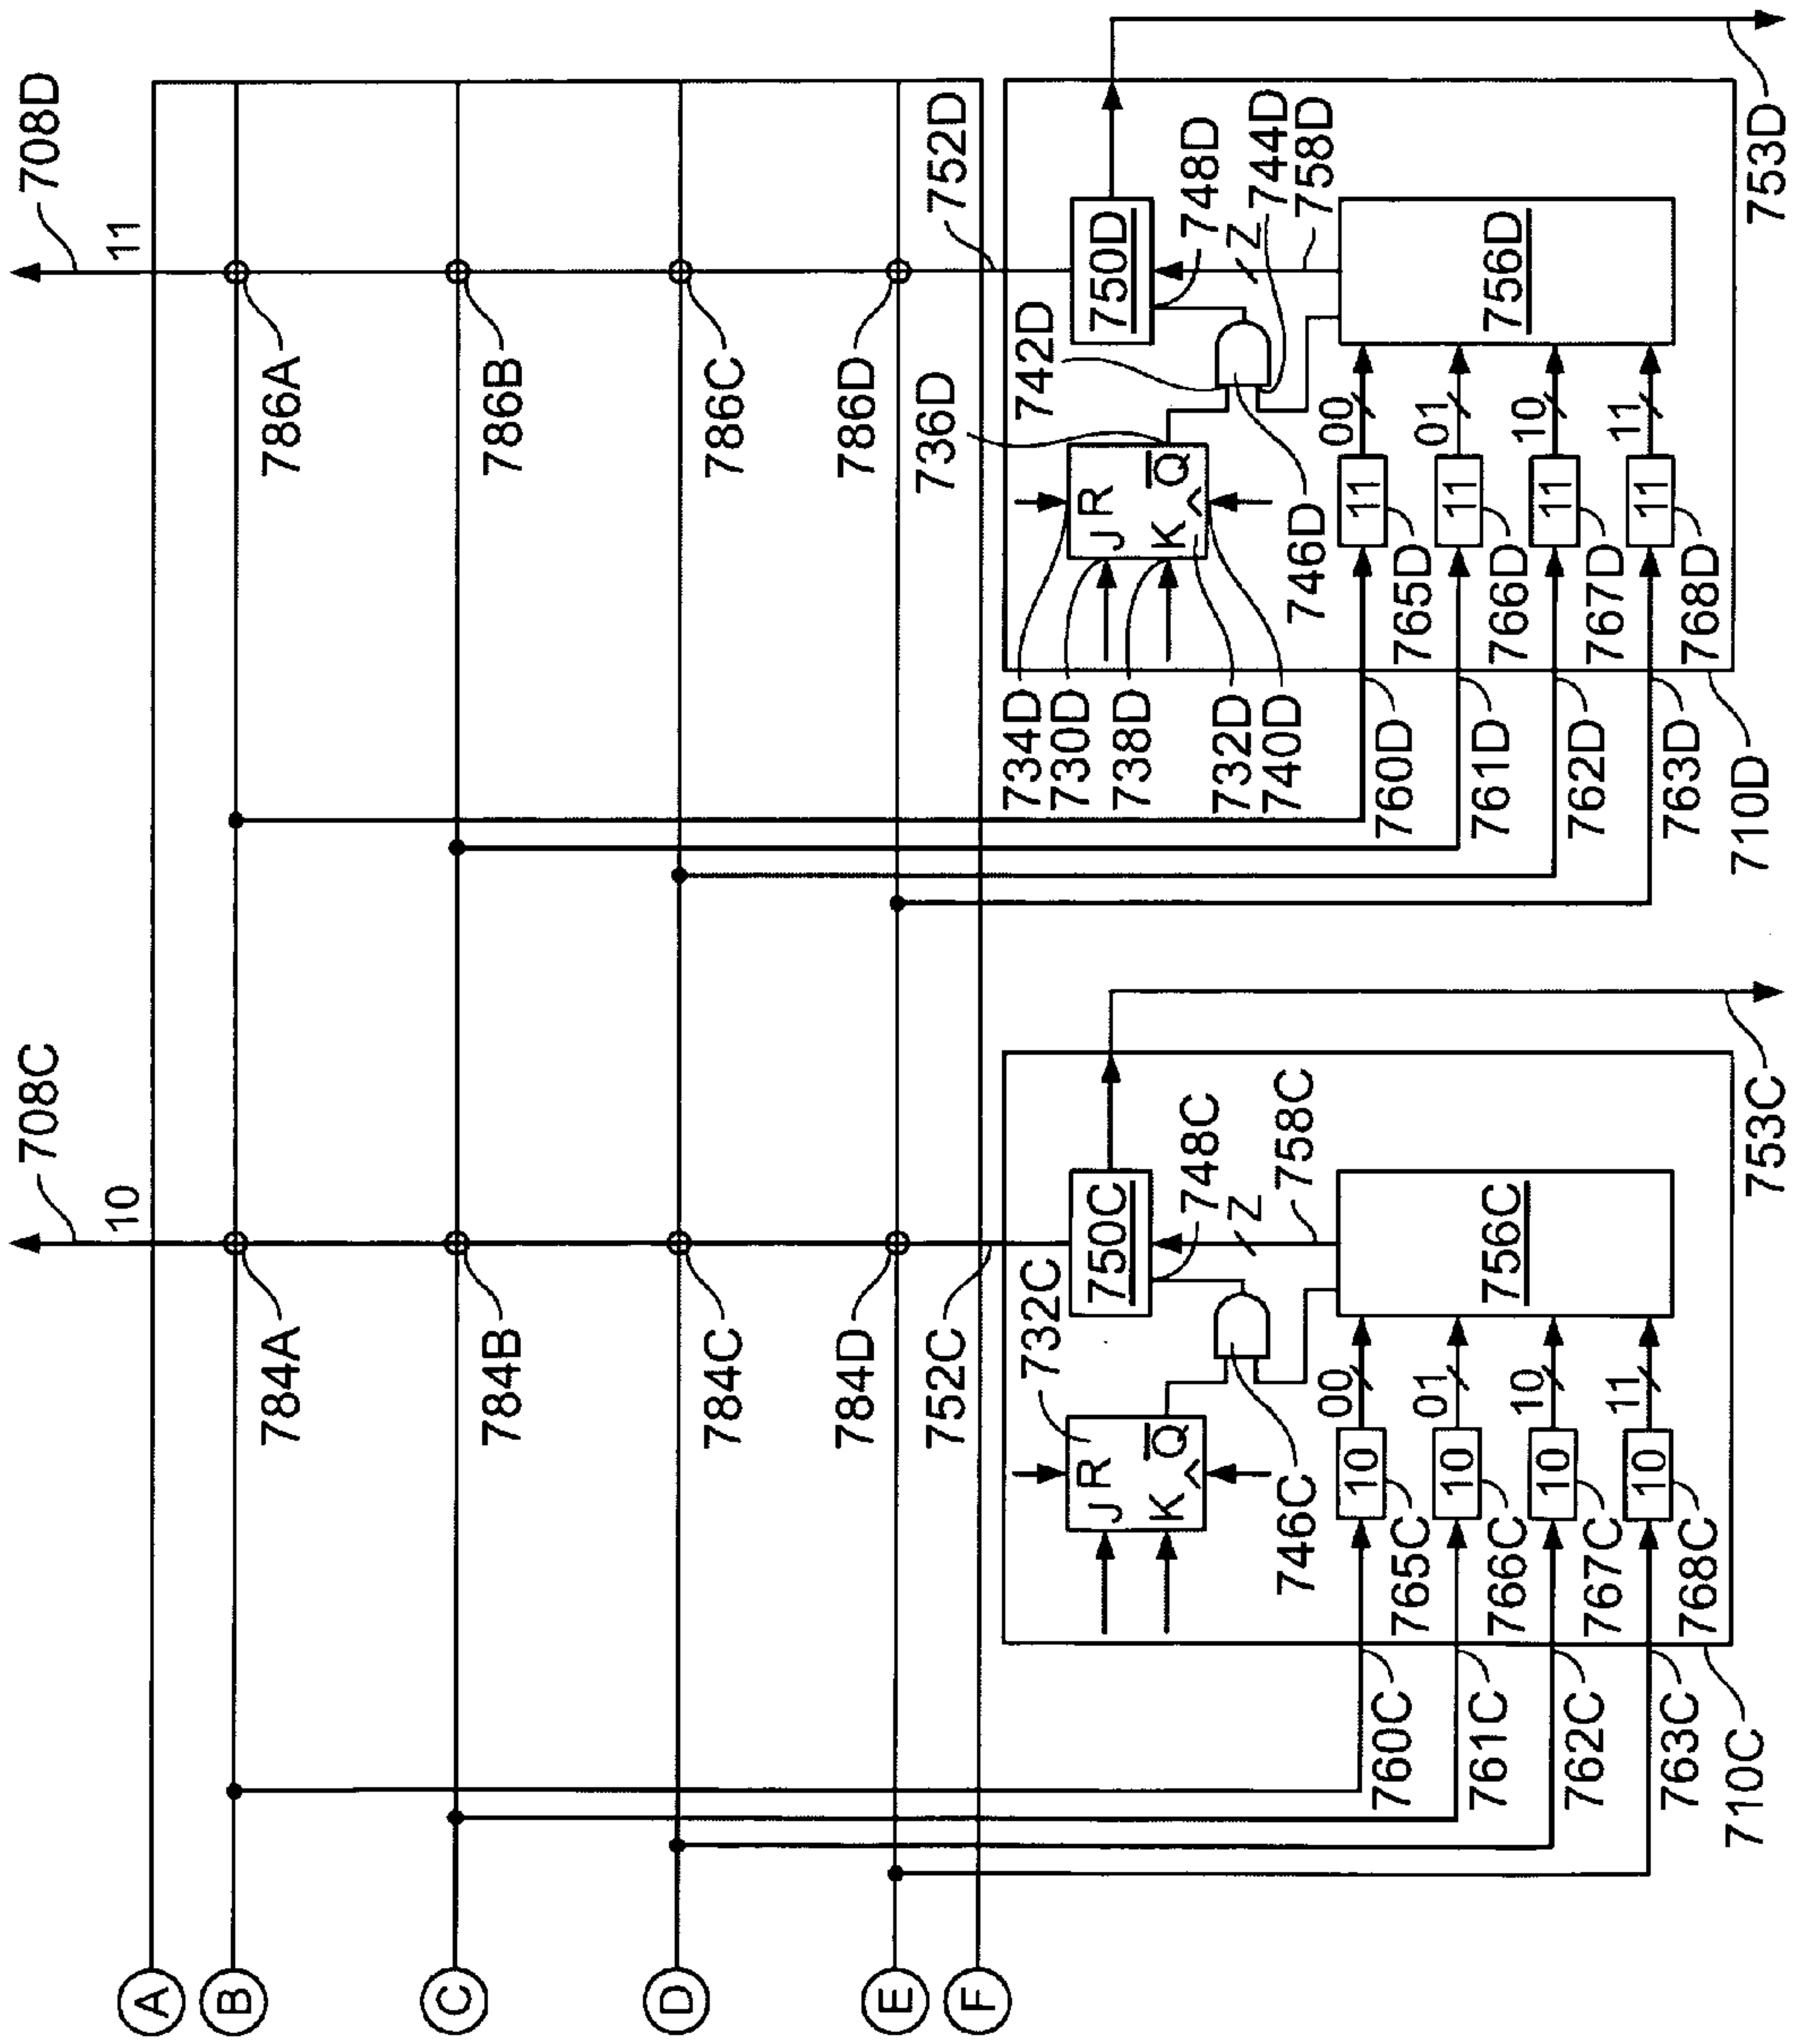 708C
708D
10
11
A
B
784A
786A
C
784B
786B
D
784C
786C
E
784D
786D
F
752C
736D
752D
734D
742D
732C
730D
J R
K Q
750C
J R
K Q
750D
738D
748C
748D
732D
Z
Z
740D
744D
746C
758C
746D
758D
760C
765C
10
00
760D
765D
11
00
761C
766C
10
01
761D
766D
11
01
756C
756D
762C
767C
10
10
762D
767D
11
10
763C
768C
10
11
763D
768D
11
11
710C
710D
753C
753D